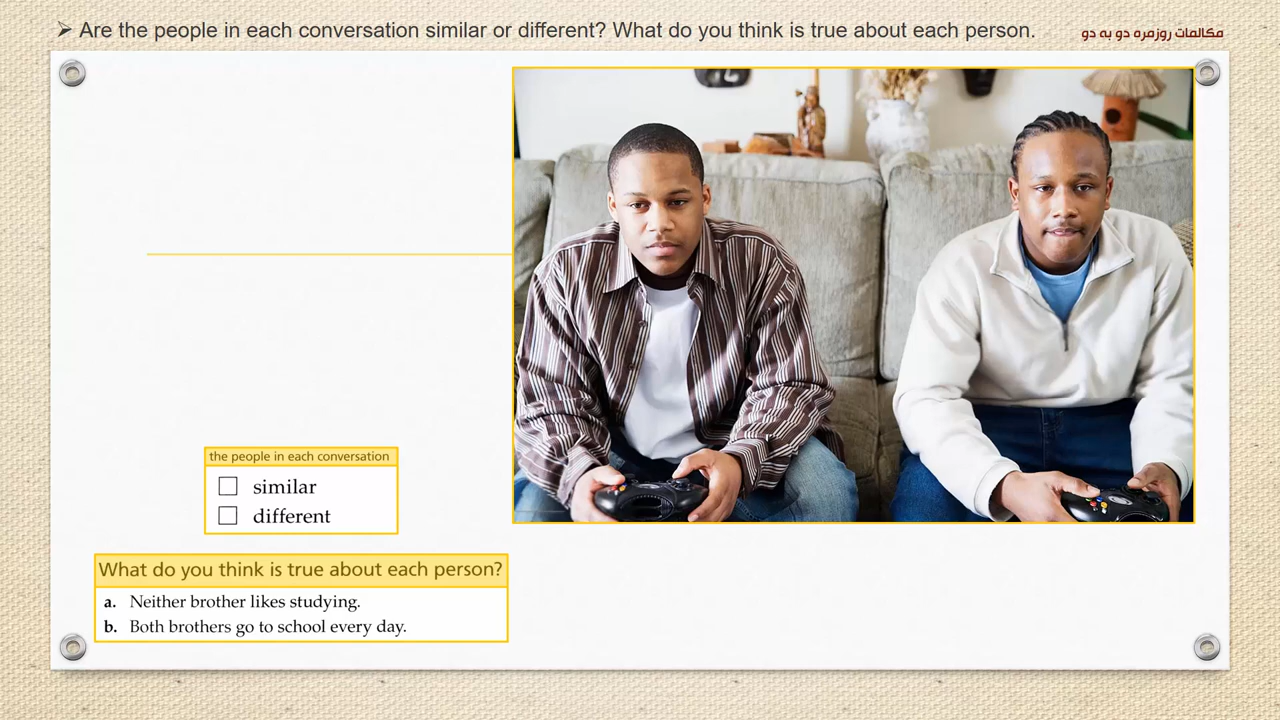 ➢ Are the people in each conversation similar or different? What do you think is true about each person.
مکالمات روزمره دو به دو
the people in each conversation
☐ similar
☐ different
What do you think is true about each person?
a. Neither brother likes studying.
b. Both brothers go to school every day.